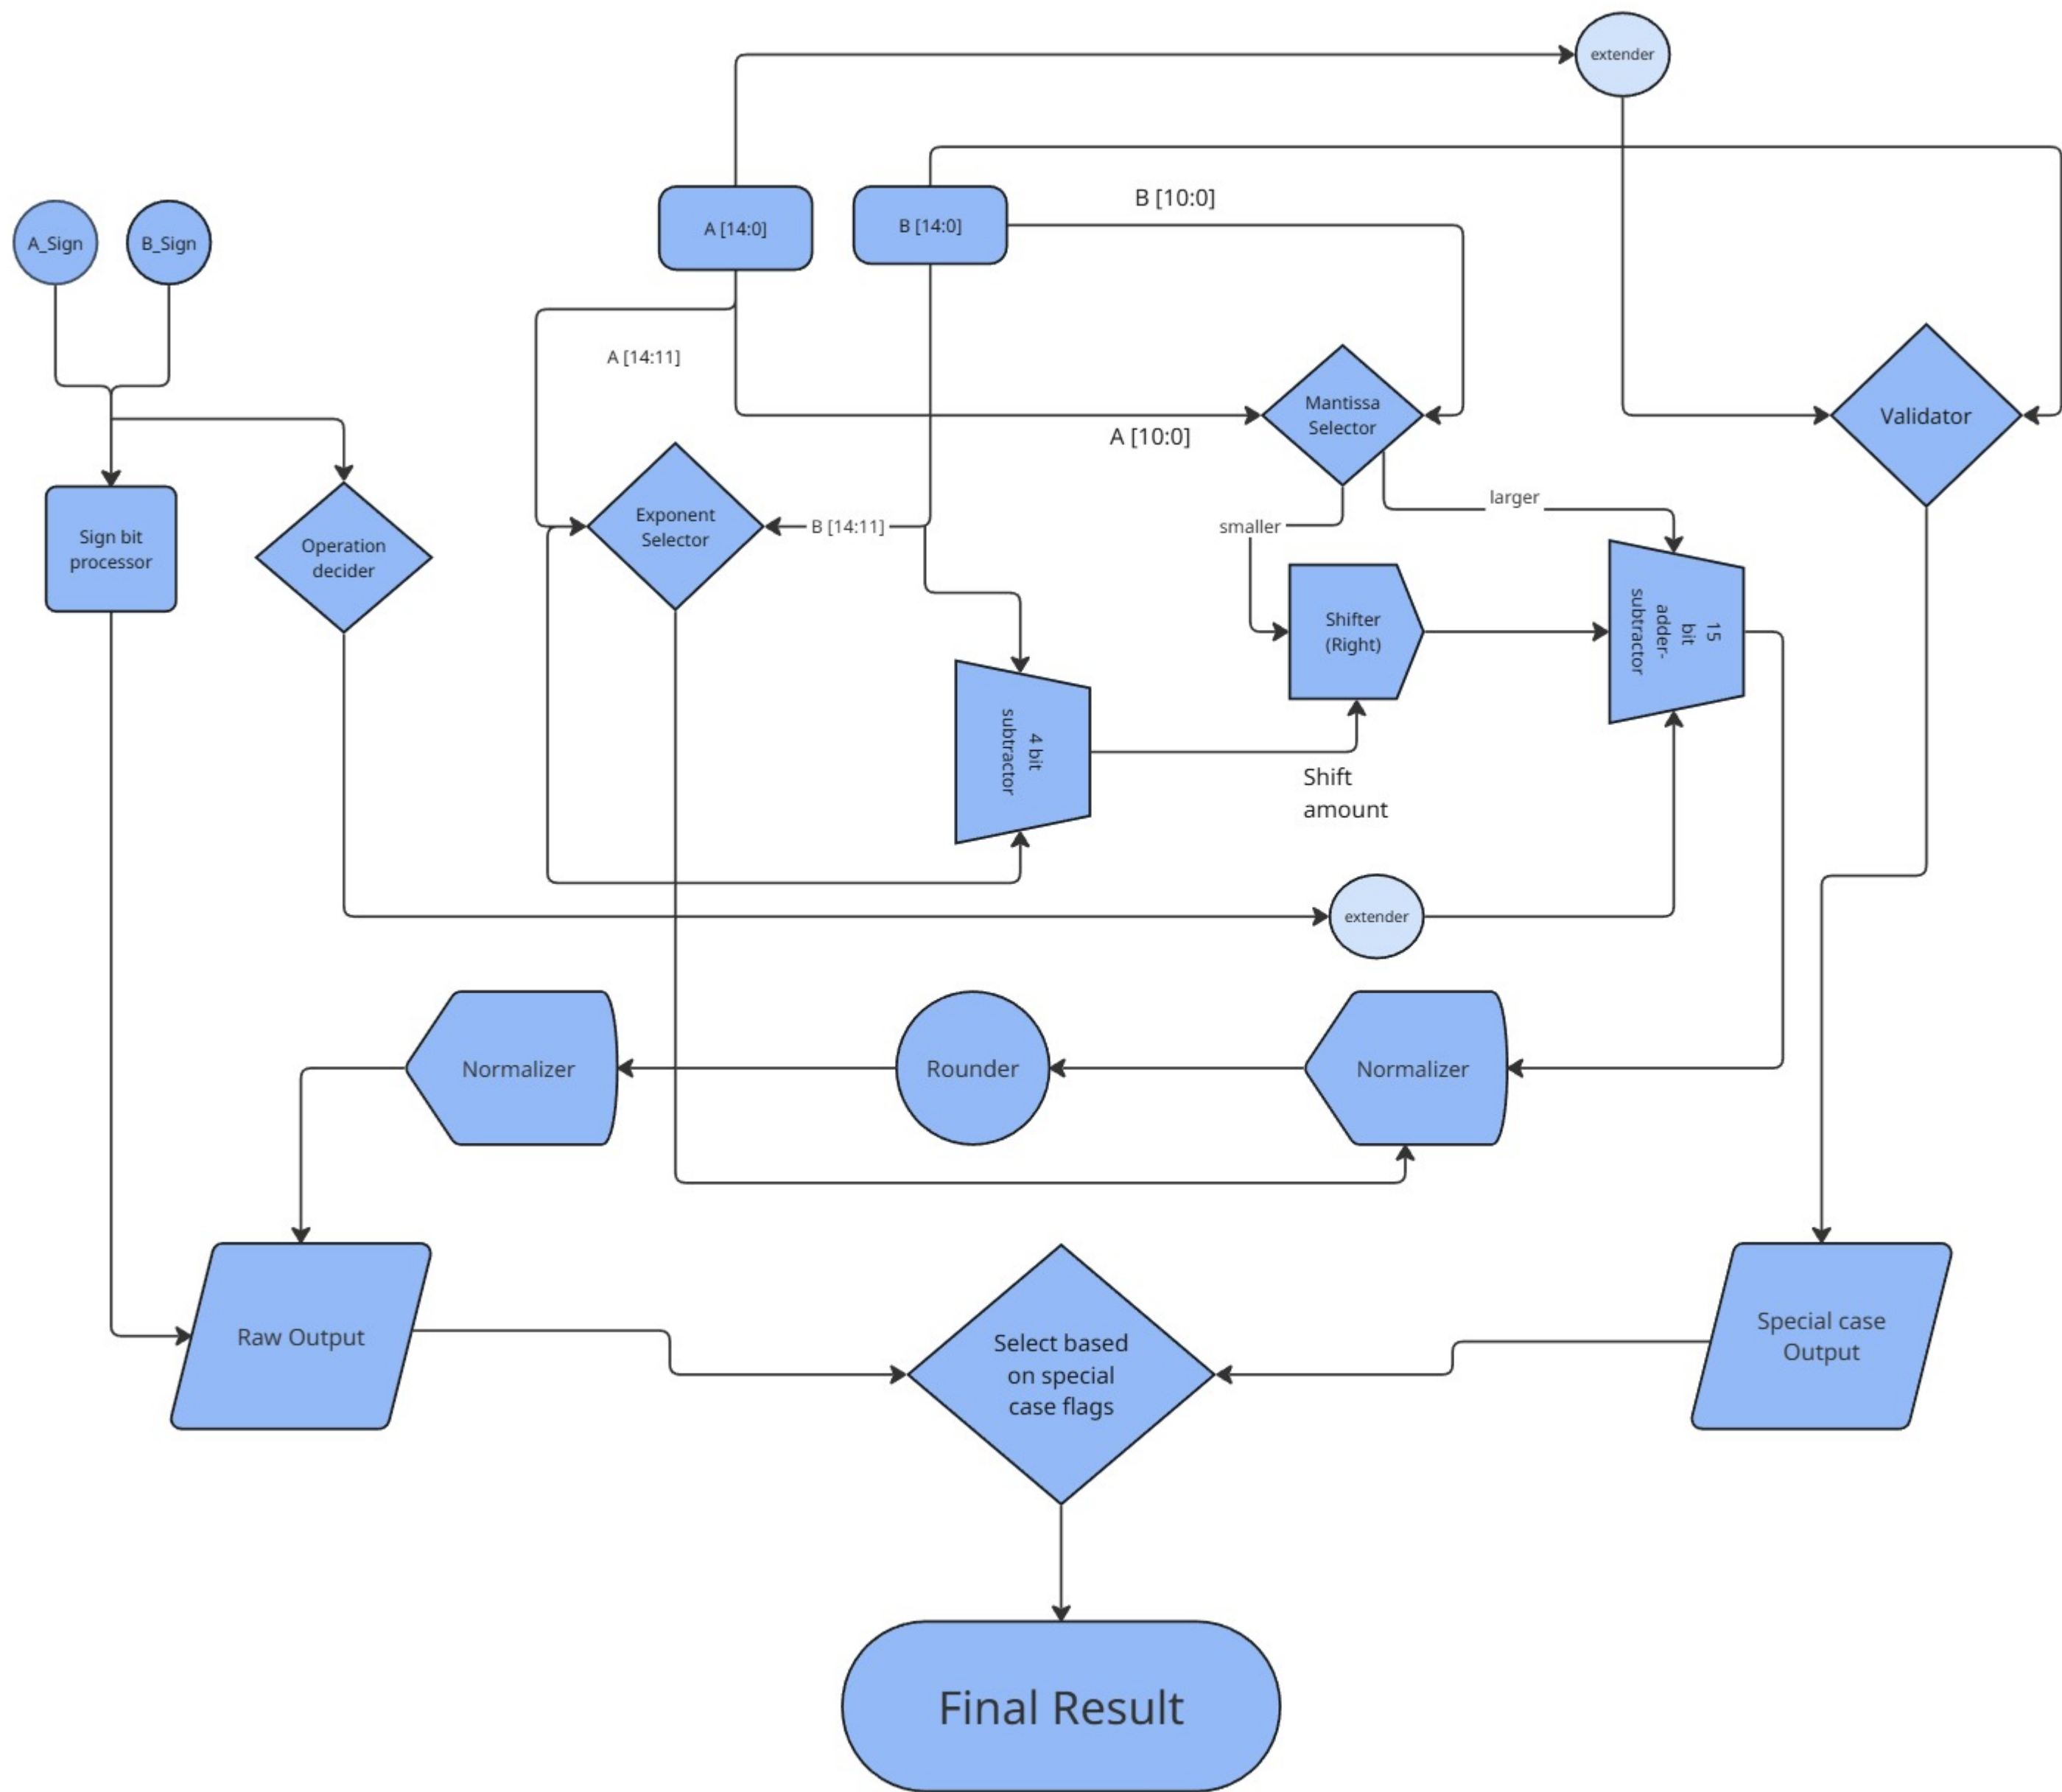 extender
B [10:0]
A [14:0]
B [14:0]
A_Sign
B_Sign
A [14:11]
Mantissa
Selector
Validator
A [10:0]
larger
Exponent
Selector
B [14:11]
smaller
Sign bit
processor
Operation
decider
Shifter
(Right)
15
bit
adder-
subtractor
4 bit
subtractor
Shift
amount
extender
Normalizer
Rounder
Normalizer
Raw Output
Select based
on special
case flags
Special case
Output
Final Result